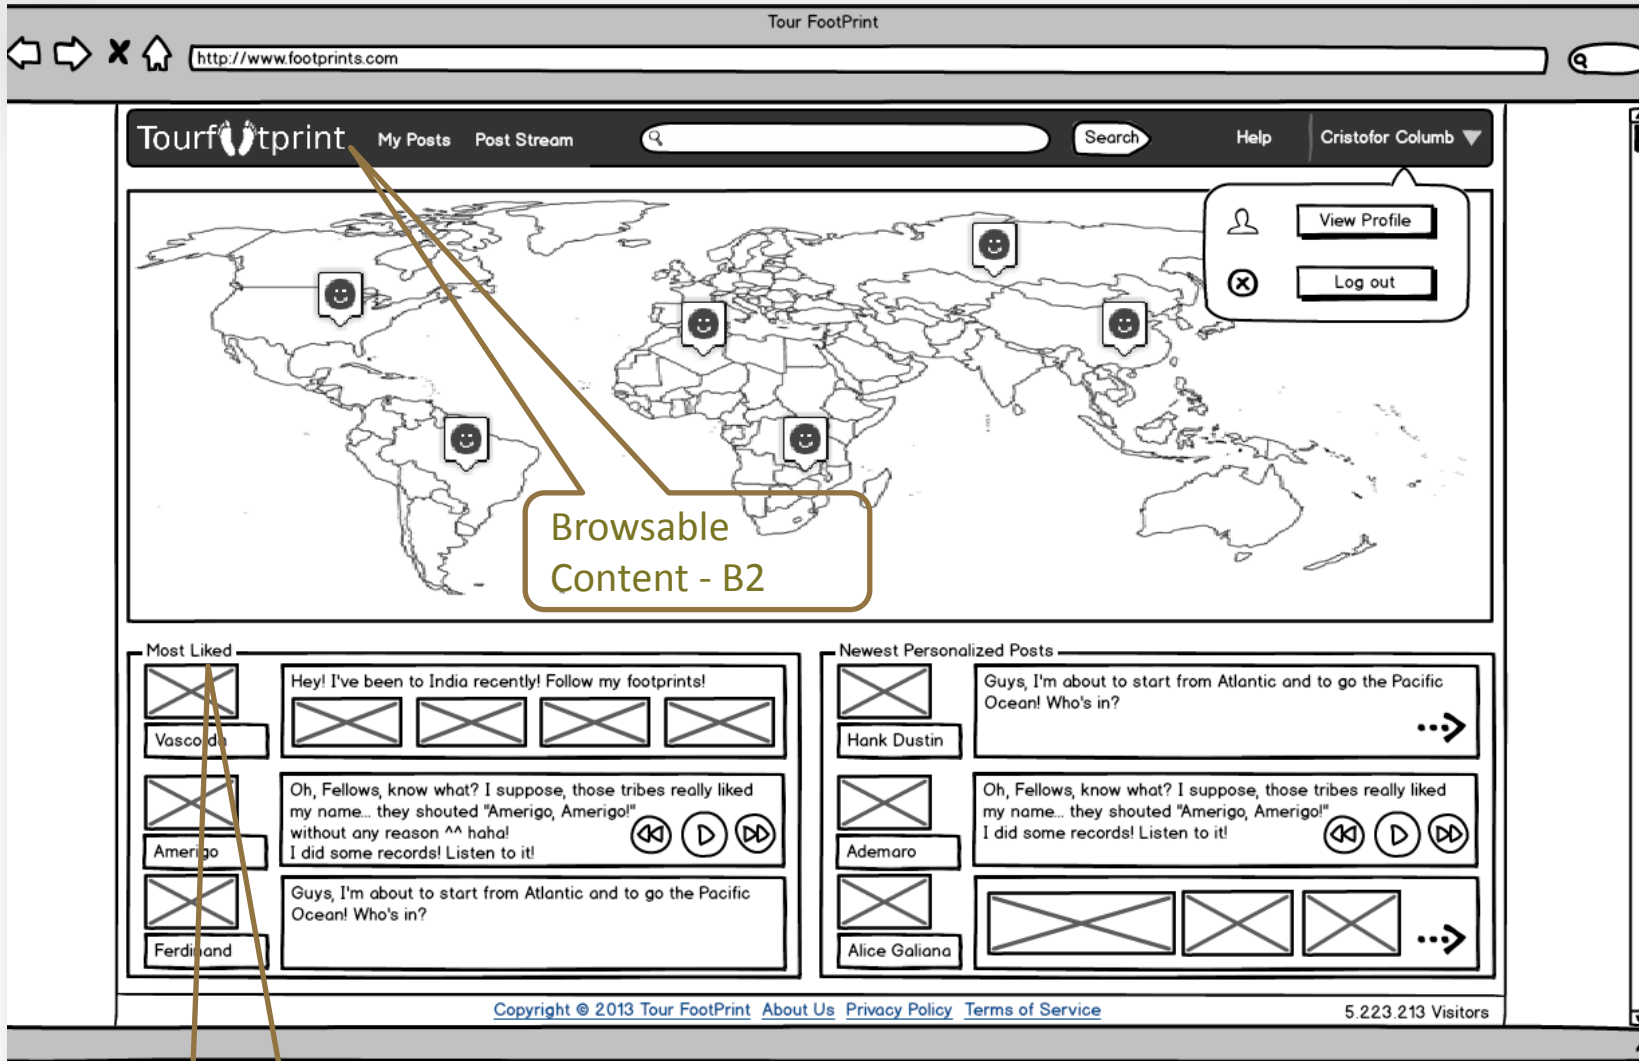 Tour FootPrint
http://www.footprints.com
Tourf tprint My Posts Post Stream Search Help Cristofor Columb
View Profile
Log out
Browsable
Content - B2
Most Liked
Hey! I've been to India recently! Follow my footprints!
Vasco da
Oh, Fellows, know what? I suppose, those tribes really liked
my name... they shouted "Amerigo, Amerigo!"
without any reason ^^ haha!
I did some records! Listen to it!
Amerigo
Guys, I'm about to start from Atlantic and to go the Pacific
Ocean! Who's in?
Ferdinand
Newest Personalized Posts
Guys, I'm about to start from Atlantic and to go the Pacific
Ocean! Who's in?
Hank Dustin
Oh, Fellows, know what? I suppose, those tribes really liked
my name... they shouted "Amerigo, Amerigo!"
I did some records! Listen to it!
Ademaro
Alice Galiana
Copyright © 2013 Tour FootPrint About Us Privacy Policy Terms of Service
5.223.213 Visitors